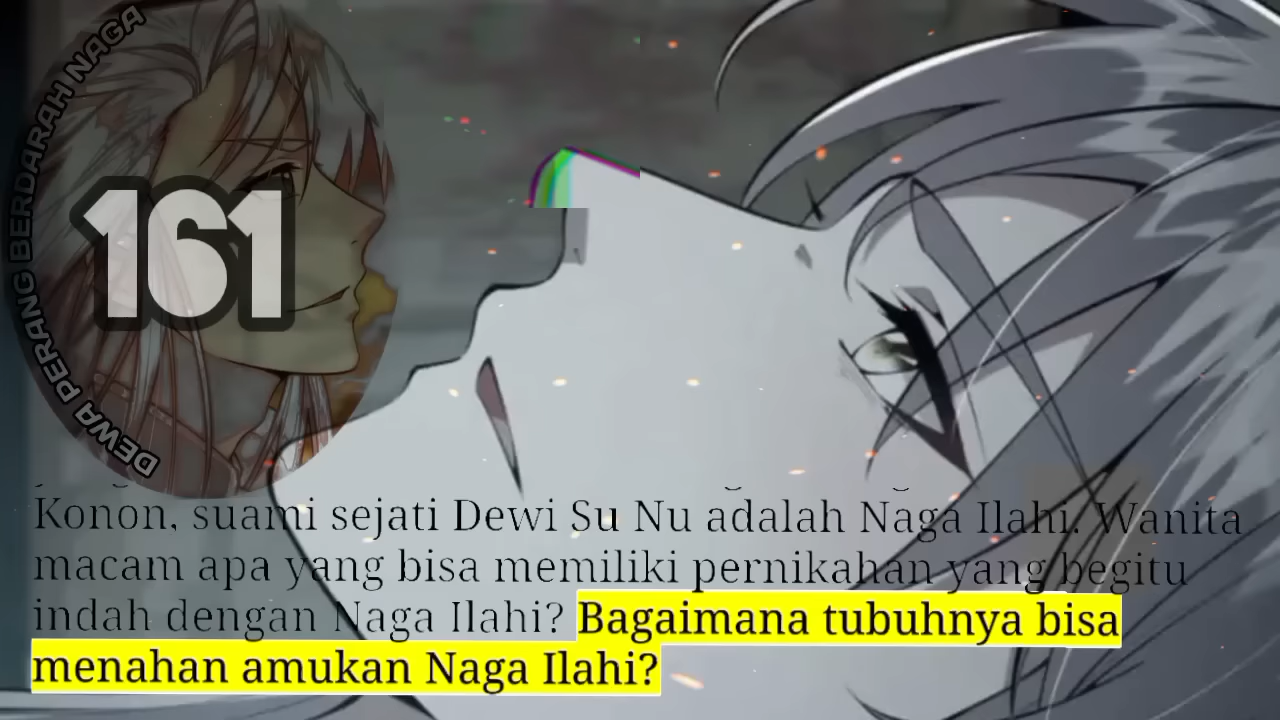 DEWA PERANG BERDARAH NAGA
161
Konon, suami sejati Dewi Su Nu adalah Naga Ilahi. Wanita
macam apa yang bisa memiliki pernikahan yang begitu
indah dengan Naga Ilahi? Bagaimana tubuhnya bisa
menahan amukan Naga Ilahi?